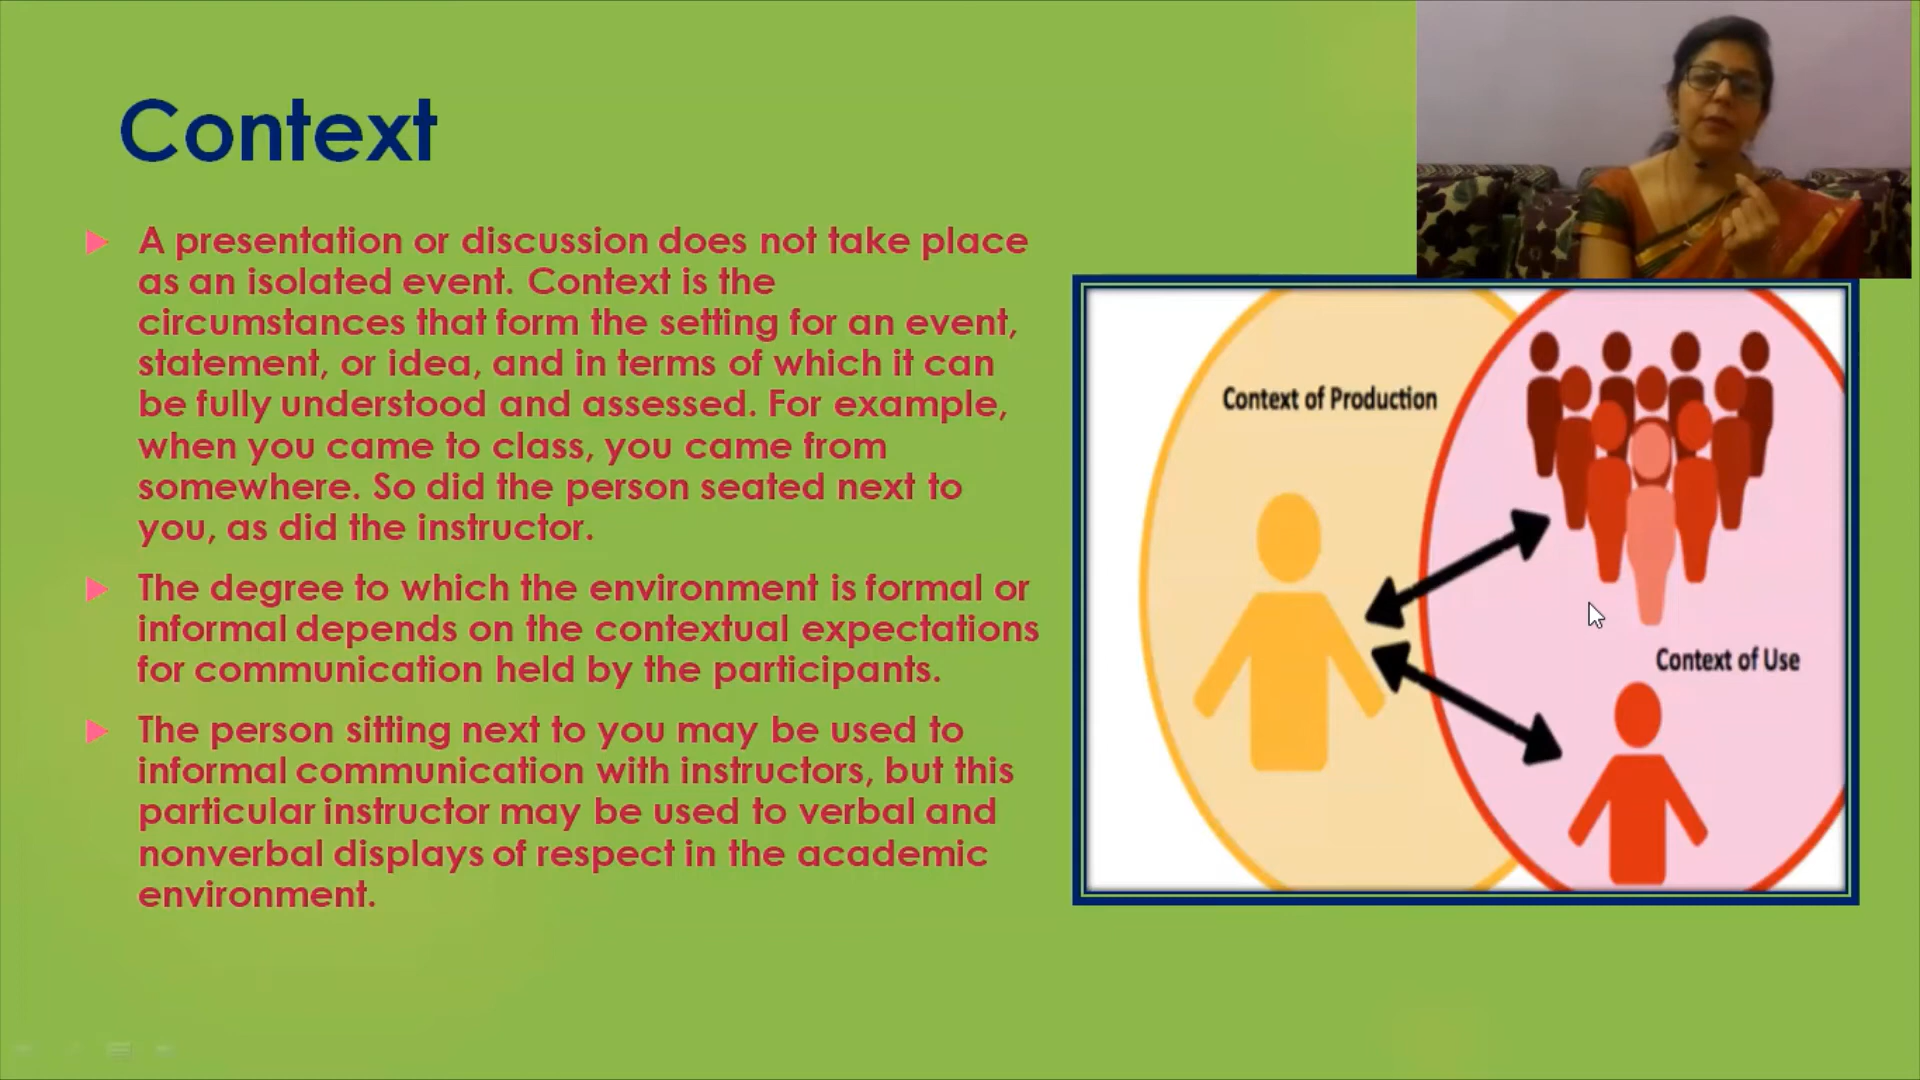 Context
A presentation or discussion does not take place
as an isolated event. Context is the
circumstances that form the setting for an event,
statement, or idea, and in terms of which it can
be fully understood and assessed. For example,
when you came to class, you came from
somewhere. So did the person seated next to
you, as did the instructor.
The degree to which the environment is formal or
informal depends on the contextual expectations
for communication held by the participants.
The person sitting next to you may be used to
informal communication with instructors, but this
particular instructor may be used to verbal and
nonverbal displays of respect in the academic
environment.
Context of Production
Context of Use